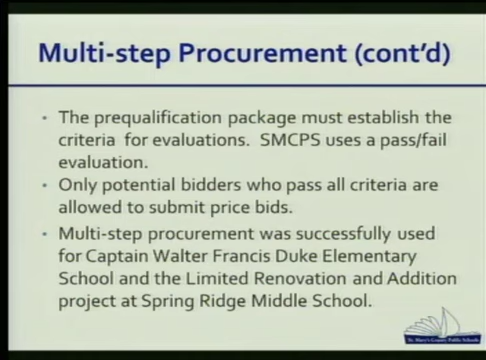 Multi-step Procurement (cont'd)
• The prequalification package must establish the
criteria for evaluations. SMCPS uses a pass/fail
evaluation.
• Only potential bidders who pass all criteria are
allowed to submit price bids.
• Multi-step procurement was successfully used
for Captain Walter Francis Duke Elementary
School and the Limited Renovation and Addition
project at Spring Ridge Middle School.
St. Mary's County Public Schools